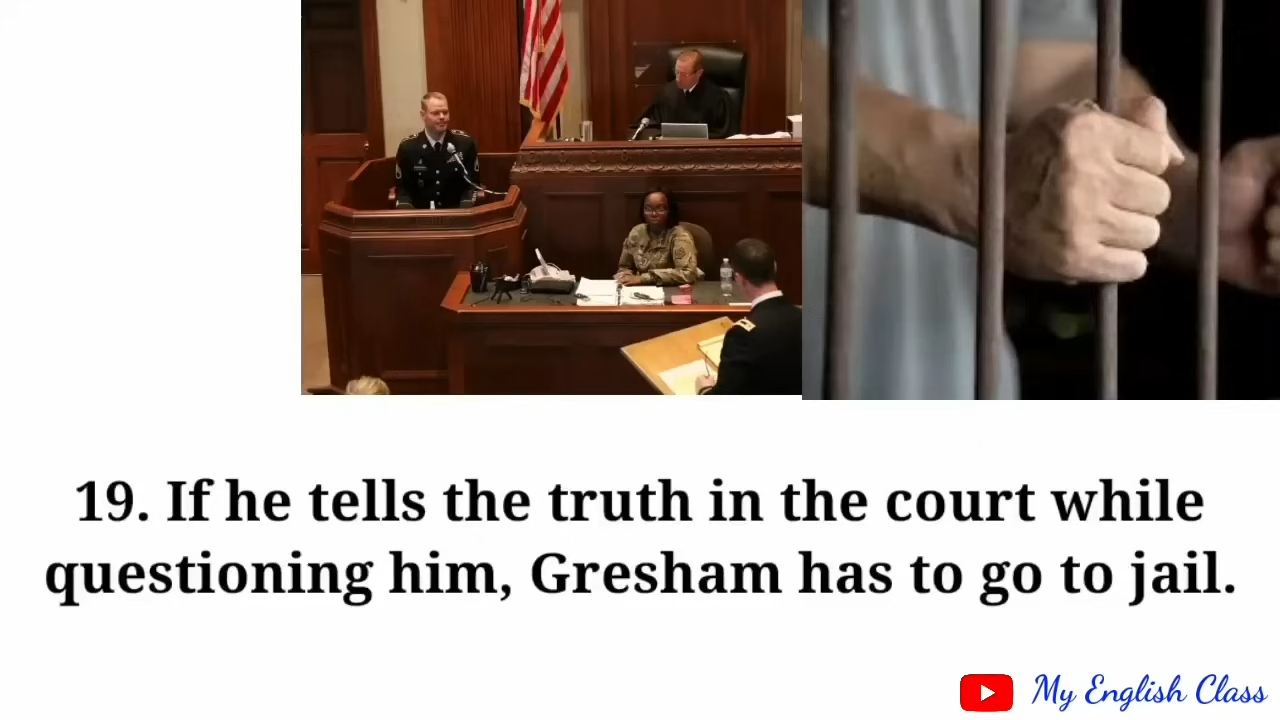 19. If he tells the truth in the court while
questioning him, Gresham has to go to jail.
My English Class